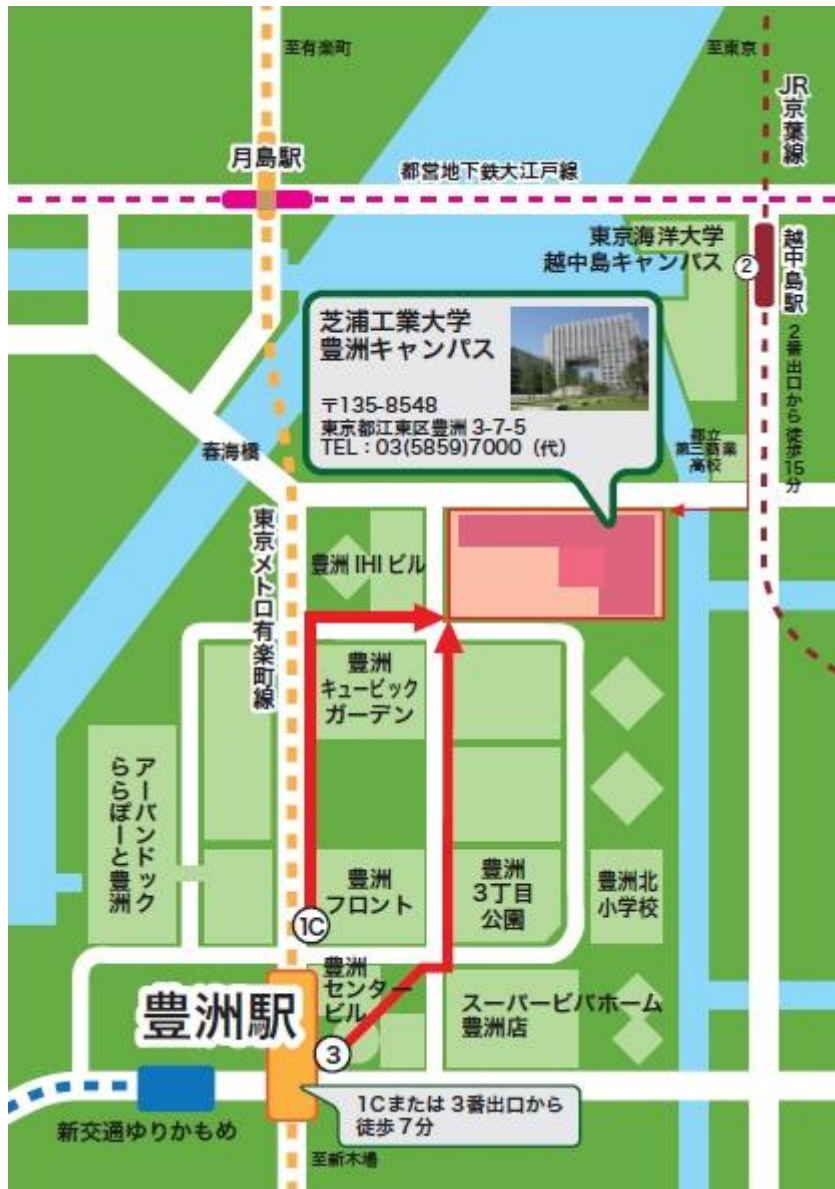 至有楽町
至東京
JR京葉線
月島駅
都営地下鉄大江戸線
東京海洋大学
越中島キャンパス
2
越中島駅
2番出口から徒歩15分
芝浦工業大学
豊洲キャンパス
〒135-8548
東京都江東区豊洲 3-7-5
TEL：03(5859)7000（代）
春海橋
都立
第三商業
高校
東京メトロ有楽町線
豊洲 IHI ビル
豊洲
キュービック
ガーデン
アーバンドック
ららぽーと豊洲
豊洲
フロント
豊洲
3丁目
公園
豊洲北
小学校
1C
豊洲
センター
ビル
スーパービバホーム
豊洲店
豊洲駅
3
1Cまたは 3番出口から
徒歩7分
新交通ゆりかもめ
至新木場